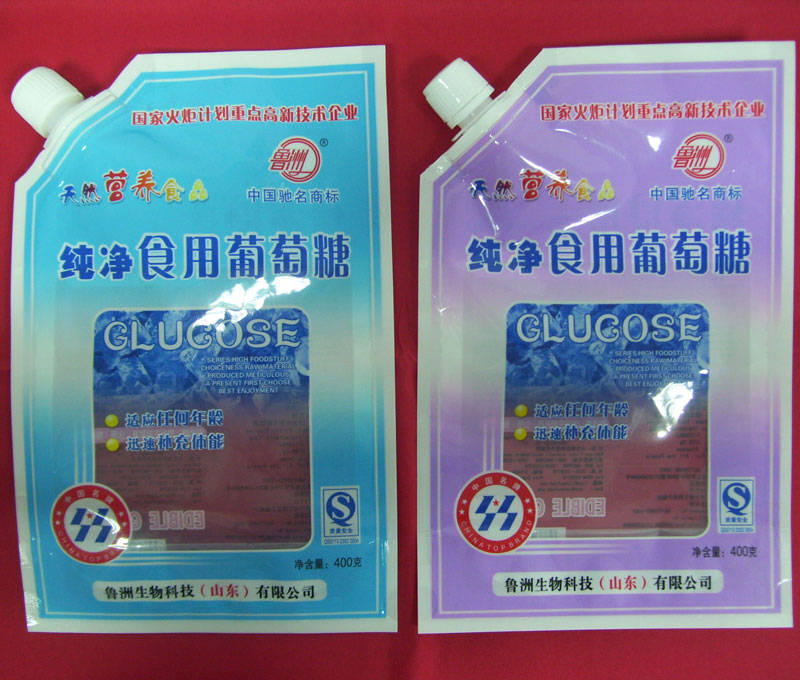 国家火炬计划重点高新技术企业
鲁洲®
天然营养食品
中国驰名商标
纯净食用葡萄糖
GLUCOSE
SERIES HIGH FOODSTUFF
CHOICENESS RAW MATERIAL
PRODUCED METICULOUS
A PRESENT FIRST CHOOSE
BEST ENJOYMENT
适应任何年龄
迅速补充体能
EDIBLE G
中国名牌
CHINA TOP BRAND
质量安全
净含量：400克
鲁洲生物科技（山东）有限公司
国家火炬计划重点高新技术企业
鲁洲®
天然营养食品
中国驰名商标
纯净食用葡萄糖
GLUCOSE
SERIES HIGH FOODSTUFF
CHOICENESS RAW MATERIAL
PRODUCED METICULOUS
A PRESENT FIRST CHOOSE
BEST ENJOYMENT
适应任何年龄
迅速补充体能
EDIBLE G
中国名牌
CHINA TOP BRAND
质量安全
净含量：400克
鲁洲生物科技（山东）有限公司